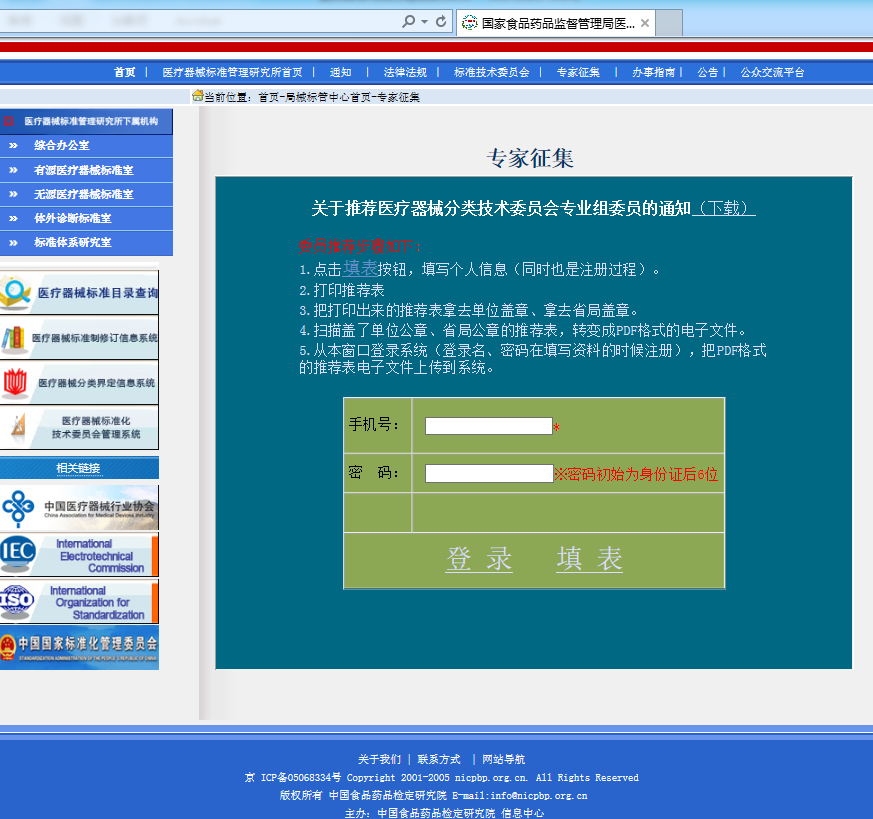 国家食品药品监督管理局医...
首页 | 医疗器械标准管理研究所首页 | 通知 | 法律法规 | 标准技术委员会 | 专家征集 | 办事指南 | 公告 | 公众交流平台
当前位置：首页-局械标管中心首页-专家征集
医疗器械标准管理研究所下属机构
综合办公室
有源医疗器械标准室
无源医疗器械标准室
体外诊断标准室
标准体系研究室
医疗器械标准目录查询
医疗器械标准制修订信息系统
医疗器械分类界定信息系统
医疗器械标准化
技术委员会管理系统
相关链接
中国医疗器械行业协会
China Association for Medical Devices Industry
IEC
International
Electrotechnical
Commission
ISO
International
Organization for
Standardization
中国国家标准化管理委员会
STANDARDIZATION ADMINISTRATION OF THE PEOPLE'S REPUBLIC OF CHINA
专家征集
关于推荐医疗器械分类技术委员会专业组委员的通知（下载）
1.点击填表按钮，填写个人信息（同时也是注册过程）。
2.打印推荐表
3.把打印出来的推荐表拿去单位盖章、拿去省局盖章。
4.扫描盖了单位公章、省局公章的推荐表，转变成PDF格式的电子文件。
5.从本窗口登录系统（登录名、密码在填写资料的时候注册），把PDF格式
的推荐表电子文件上传到系统。
手机号： *
密 码： ※密码初始为身份证后6位
登 录 填 表
关于我们 | 联系方式 | 网站导航
京 ICP备05068334号 Copyright 2001-2005 nicpbp.org.cn. All Rights Reserved
版权所有 中国食品药品检定研究院 E-mail:info@nicpbp.org.cn
主办：中国食品药品检定研究院 信息中心